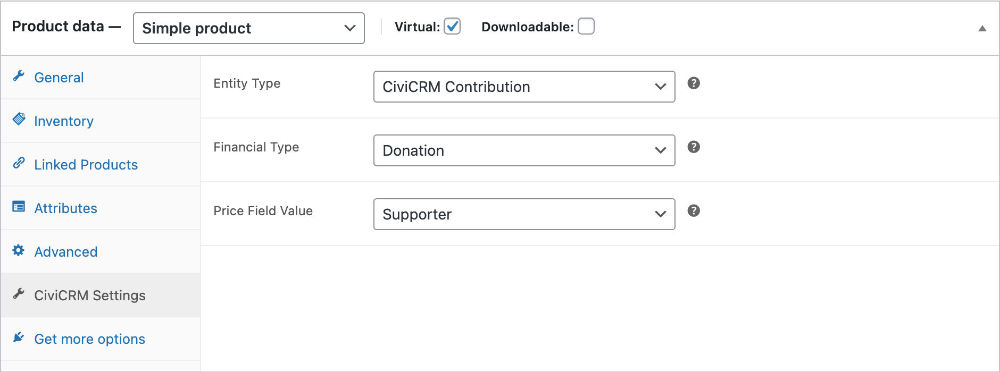 Product data — Simple product Virtual: Downloadable:
General
Inventory
Linked Products
Attributes
Advanced
CiviCRM Settings
Get more options
Entity Type CiviCRM Contribution ?
Financial Type Donation ?
Price Field Value Supporter ?